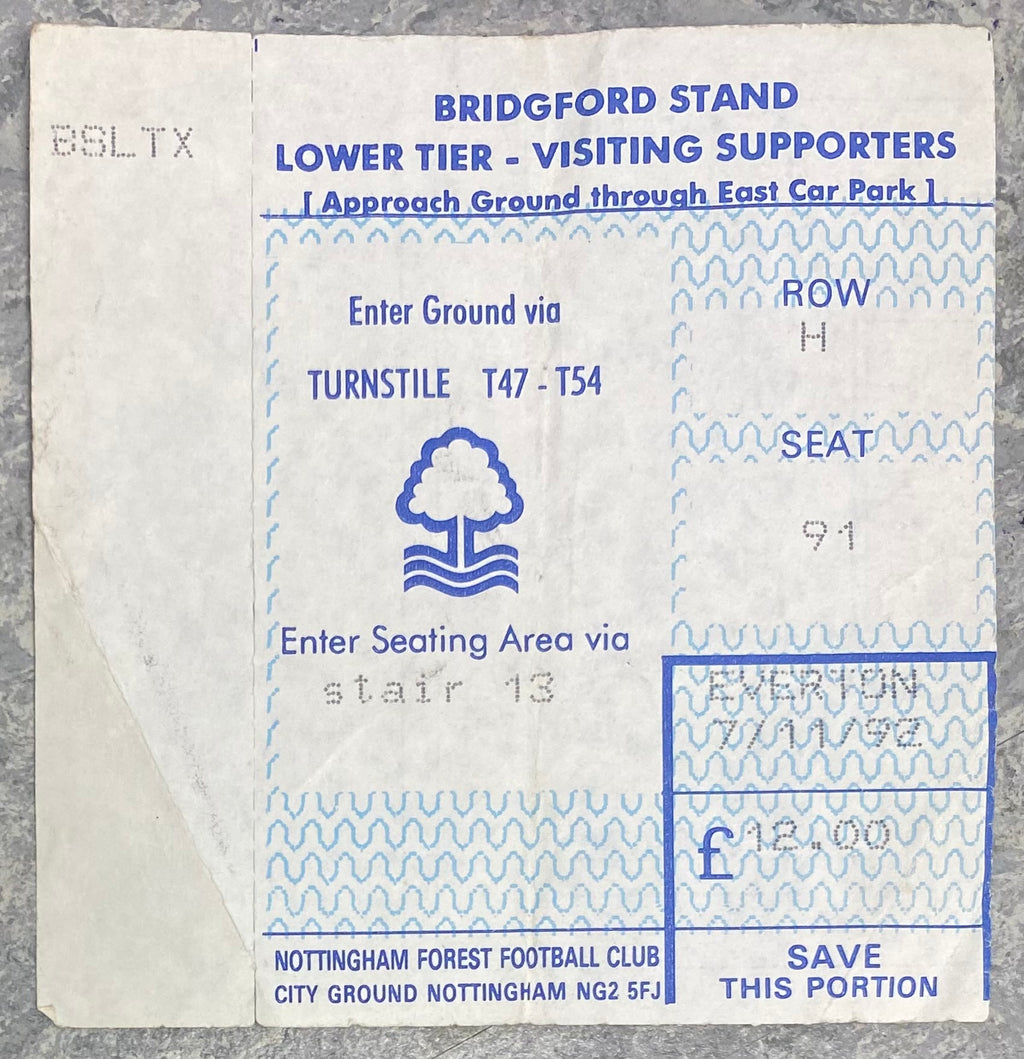 BSLTX
BRIDGFORD STAND
LOWER TIER - VISITING SUPPORTERS
[ Approach Ground through East Car Park ]
Enter Ground via
TURNSTILE T47 - T54
Enter Seating Area via
stair 13
ROW
H
SEAT
91
EVERTON
7/11/92
£ 12.00
NOTTINGHAM FOREST FOOTBALL CLUB
CITY GROUND NOTTINGHAM NG2 5FJ
SAVE
THIS PORTION